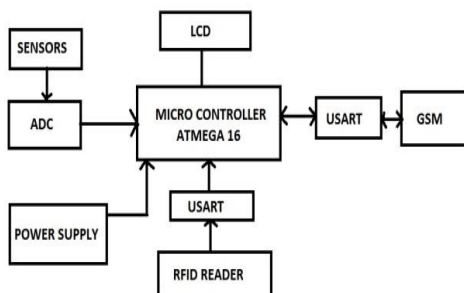 LCD
SENSORS
MICRO CONTROLLER
ATMEGA 16
ADC
USART
GSM
USART
POWER SUPPLY
RFID READER